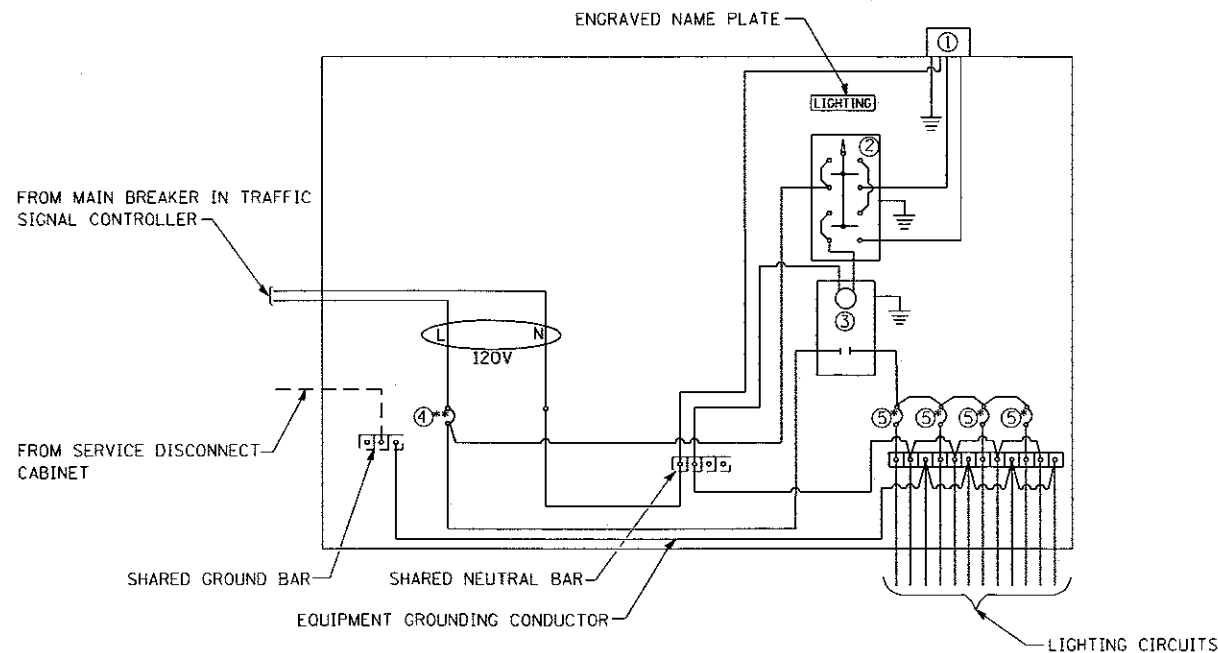 ENGRAVED NAME PLATE
①
LIGHTING
②
FROM MAIN BREAKER IN TRAFFIC
SIGNAL CONTROLLER
③
L N
120V
④**
⑤* ⑤* ⑤* ⑤*
FROM SERVICE DISCONNECT
CABINET
SHARED GROUND BAR
SHARED NEUTRAL BAR
EQUIPMENT GROUNDING CONDUCTOR
LIGHTING CIRCUITS